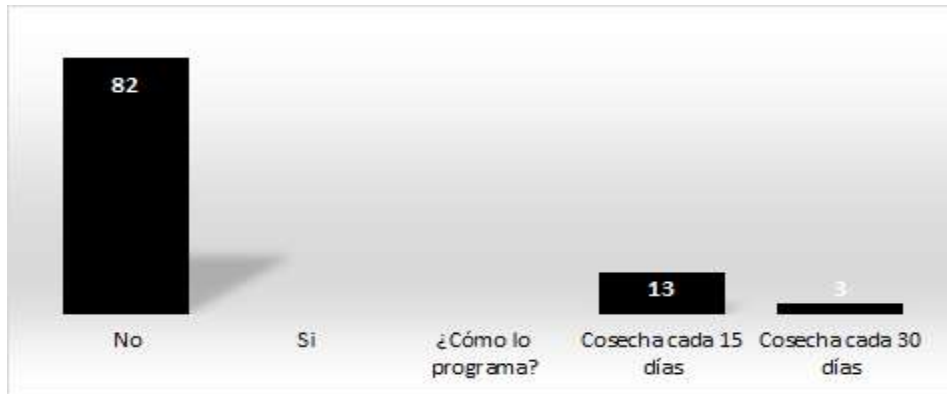 82
13
3
No
Si
¿Cómo lo
programa?
Cosecha cada 15
días
Cosecha cada 30
días